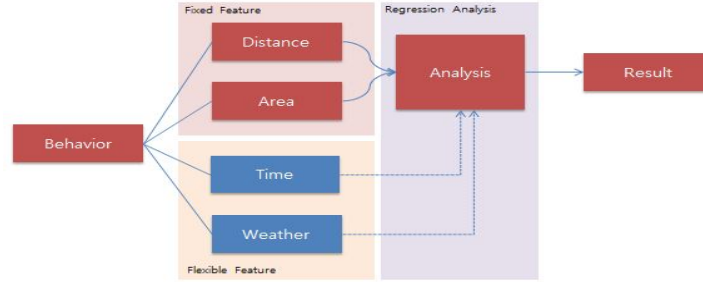 Fixed Feature
Regression Analysis
Distance
Analysis
Result
Area
Behavior
Time
Weather
Flexible Feature